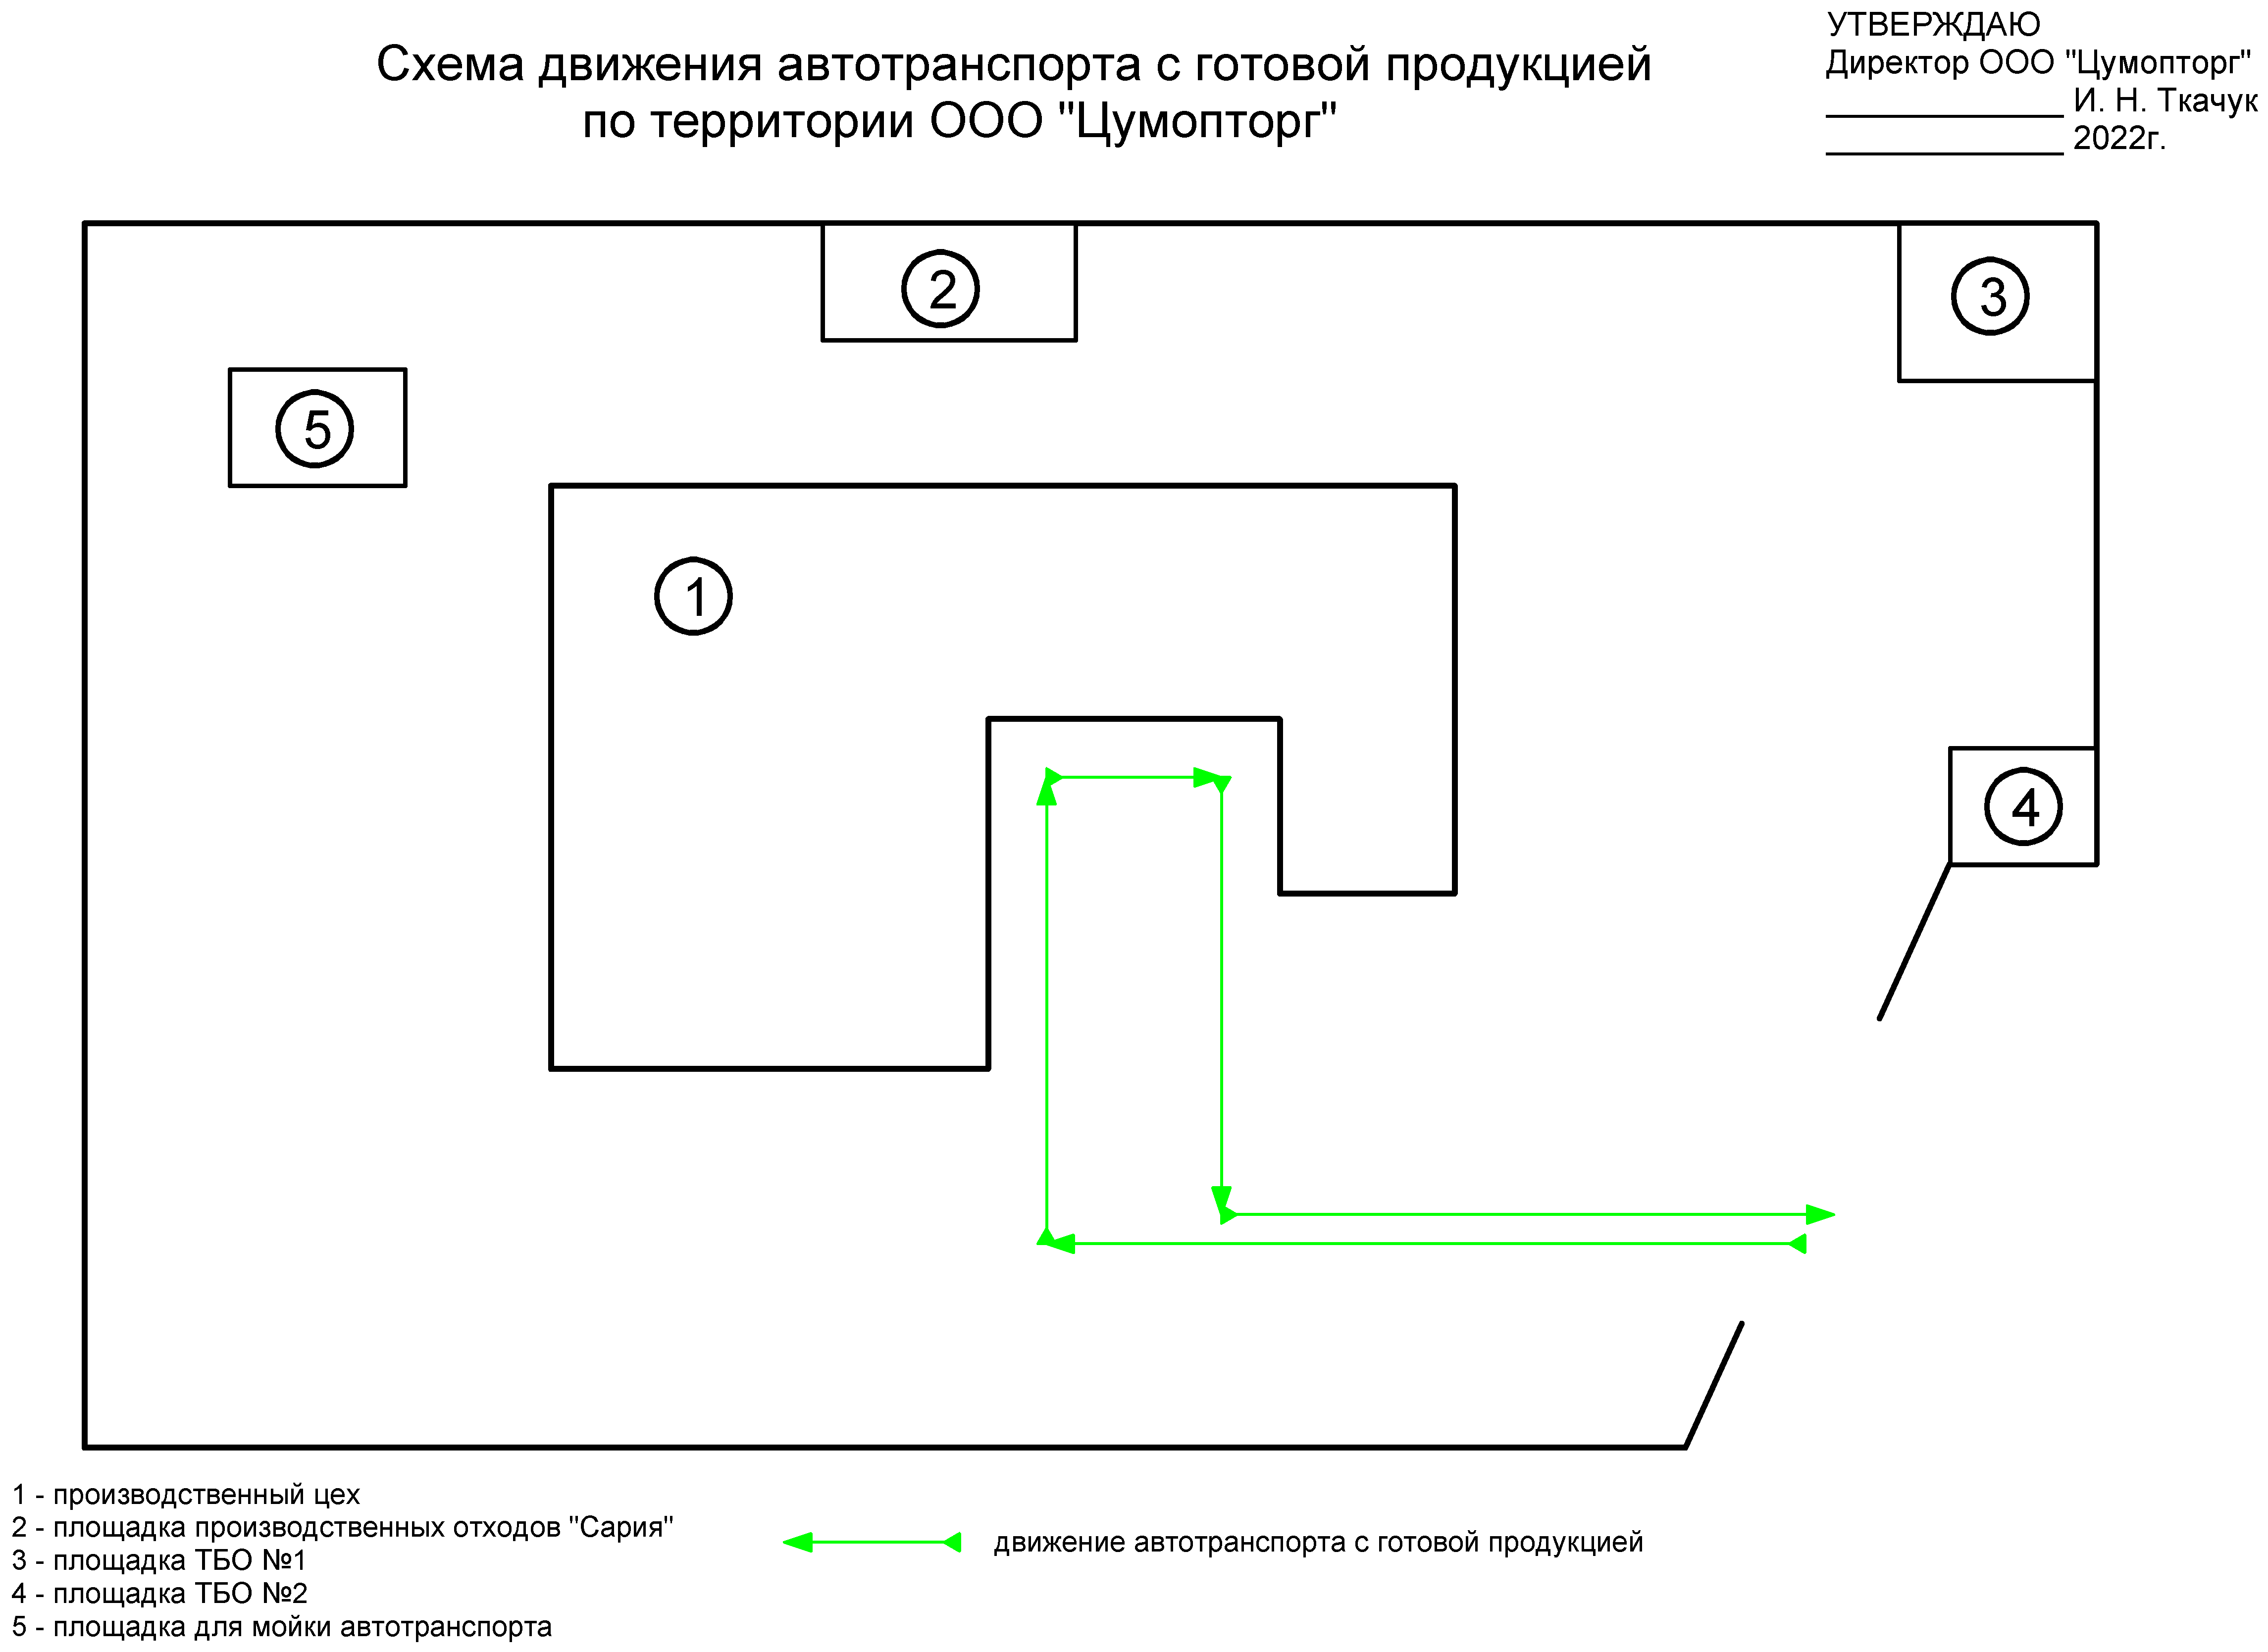 УТВЕРЖДАЮ
Директор ООО "Цумопторг"
И. Н. Ткачук
2022г.
Схема движения автотранспорта с готовой продукцией
по территории ООО "Цумопторг"
2
3
5
1
4
1 - производственный цех
2 - площадка производственных отходов "Сария"
3 - площадка ТБО №1
4 - площадка ТБО №2
5 - площадка для мойки автотранспорта
движение автотранспорта с готовой продукцией